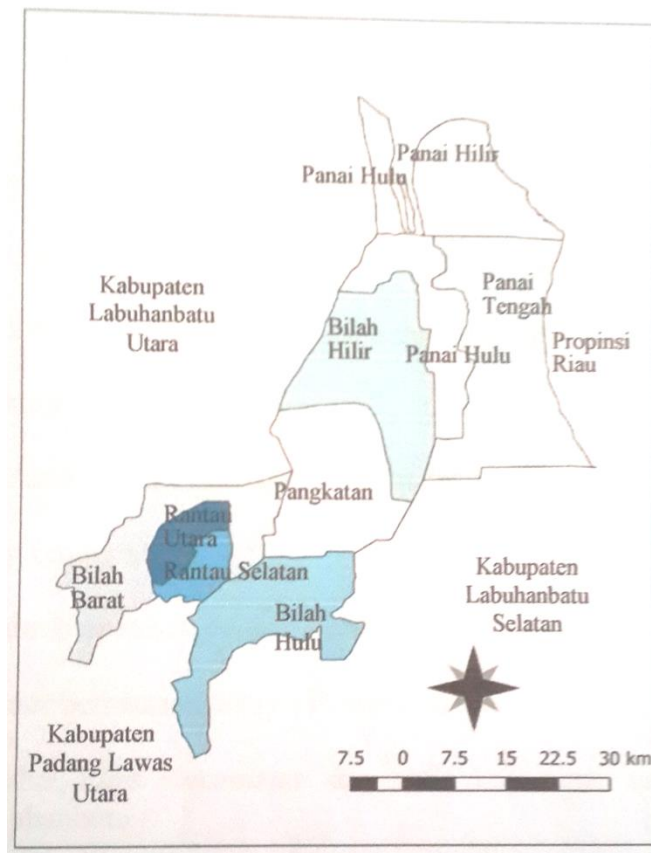 Panai Hilir
Panai Hulu
Kabupaten
Labuhanbatu
Utara
Panai
Tengah
Bilah
Hilir
Panai Hulu
Propinsi
Riau
Pangkatan
Rantau
Utara
Bilah
Barat
Rantau Selatan
Kabupaten
Labuhanbatu
Selatan
Bilah
Hulu
Kabupaten
Padang Lawas
Utara
7.5 0 7.5 15 22.5 30 km